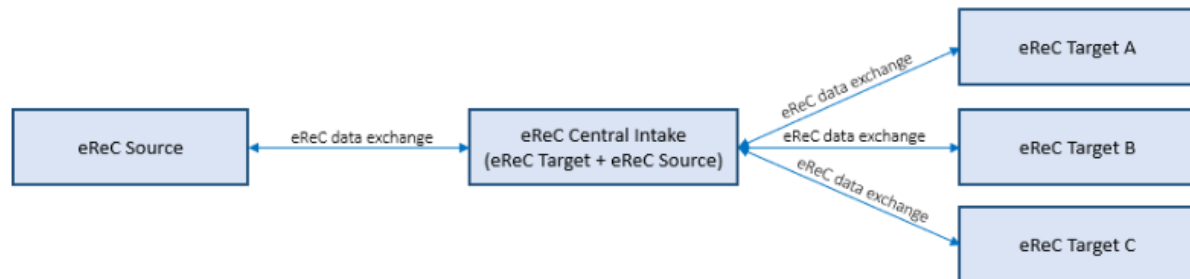 eReC Source
eReC data exchange
eReC Central Intake
(eReC Target + eReC Source)
eReC data exchange
eReC Target A
eReC data exchange
eReC Target B
eReC data exchange
eReC Target C